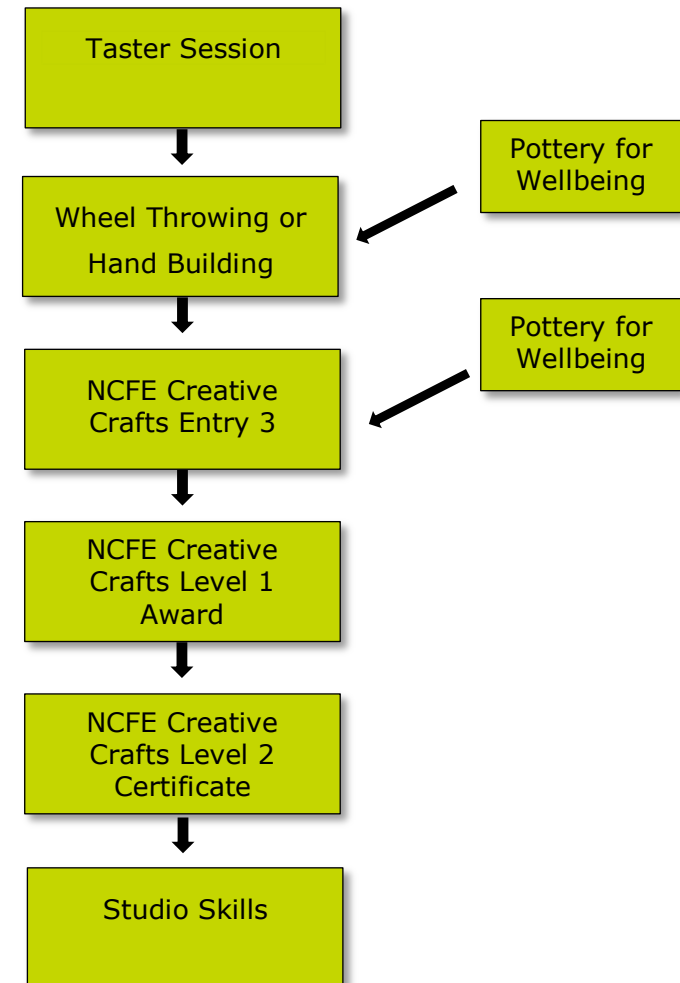 Taster Session
Pottery for
Wellbeing
Wheel Throwing or
Hand Building
Pottery for
Wellbeing
NCFE Creative
Crafts Entry 3
NCFE Creative
Crafts Level 1
Award
NCFE Creative
Crafts Level 2
Certificate
Studio Skills